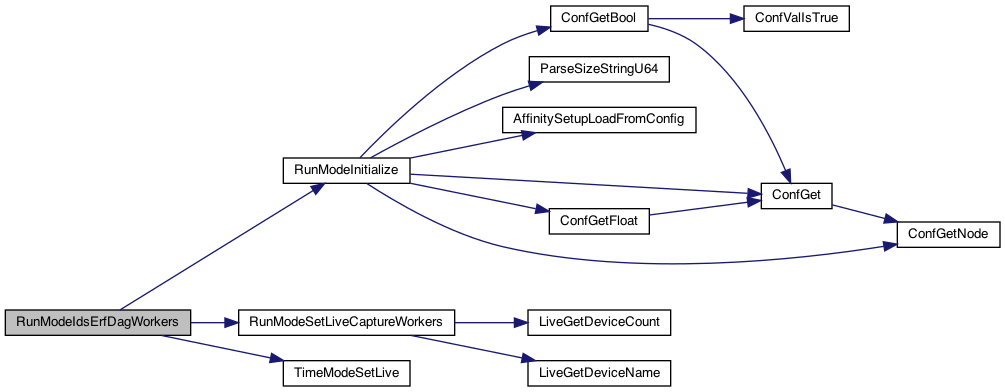 ConfGetBool
ConfValIsTrue
ParseSizeStringU64
AffinitySetupLoadFromConfig
RunModeInitialize
ConfGet
ConfGetFloat
ConfGetNode
RunModeIdsErfDagWorkers
RunModeSetLiveCaptureWorkers
LiveGetDeviceCount
TimeModeSetLive
LiveGetDeviceName